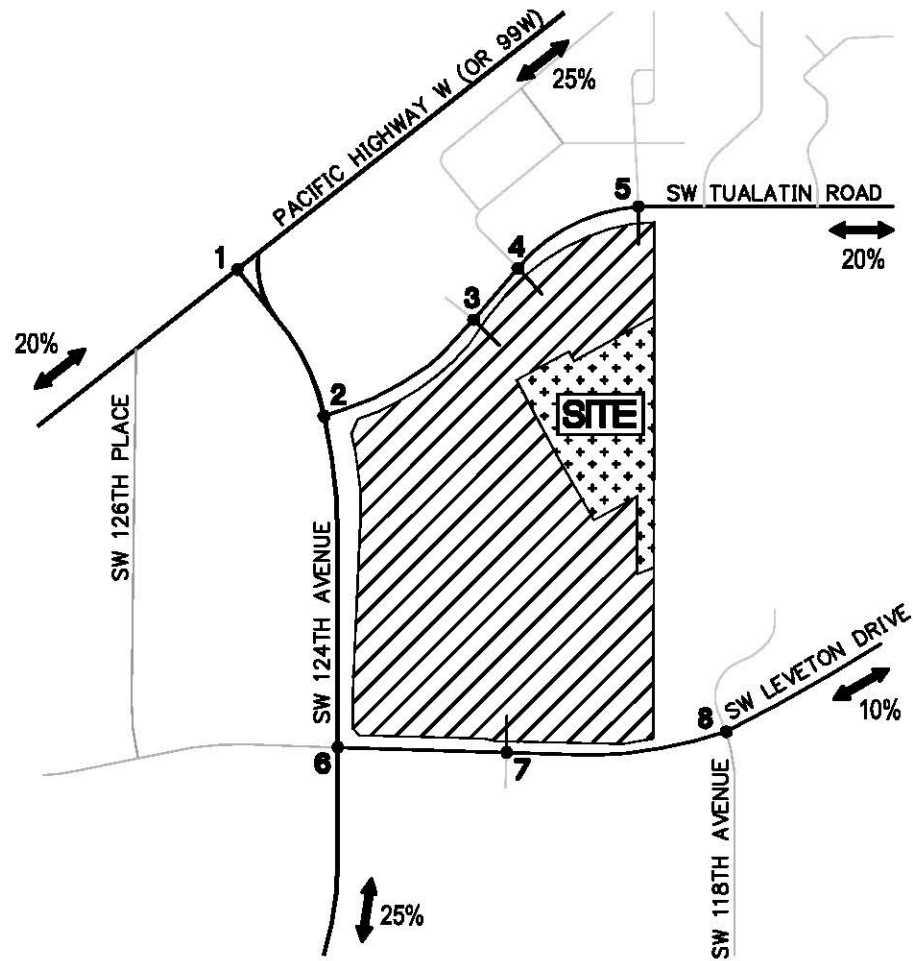 PACIFIC HIGHWAY W (OR 99W)
25%
5
SW TUALATIN ROAD
20%
1
4
3
20%
2
SITE
SW 126TH PLACE
SW 124TH AVENUE
SW LEVETON DRIVE
10%
8
6
7
SW 118TH AVENUE
25%